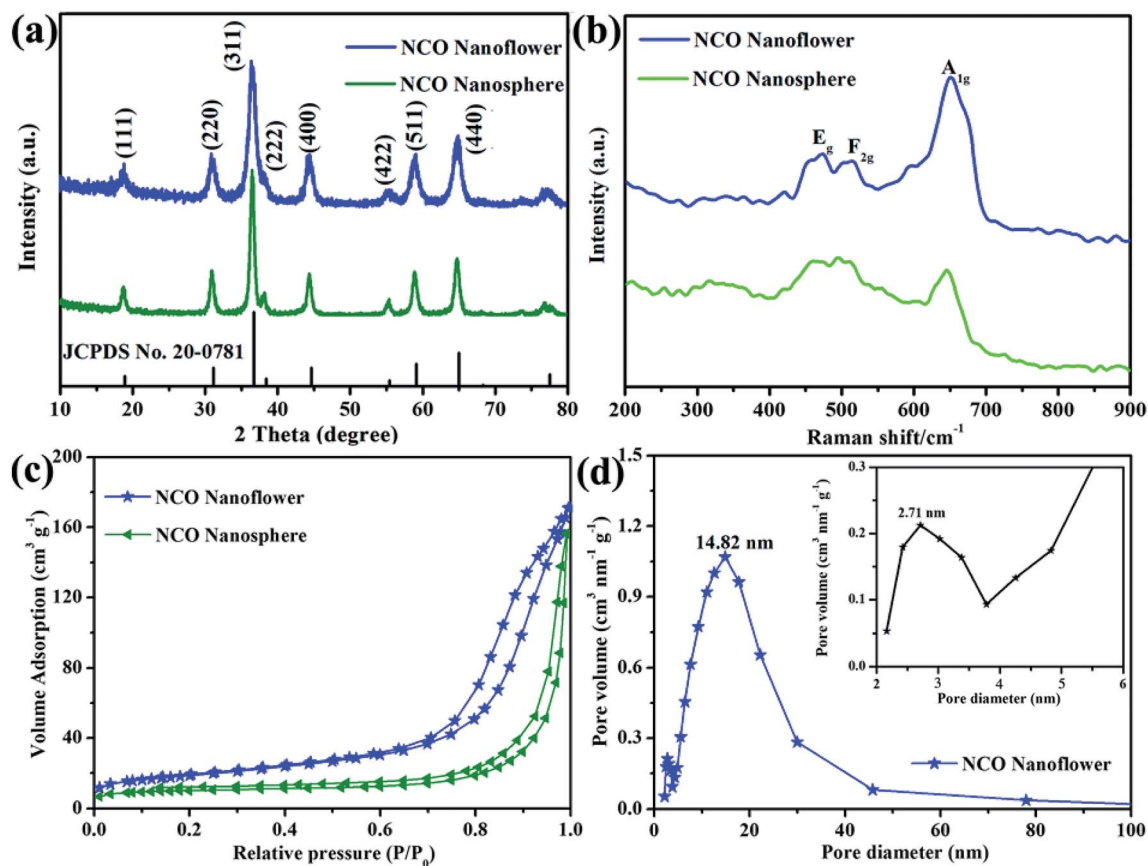 (a)
NCO Nanoflower
NCO Nanosphere
(111)
(220)
(311)
(222)
(400)
(422)
(511)
(440)
JCPDS No. 20-0781
Intensity (a.u.)
10 20 30 40 50 60 70 80
2 Theta (degree)
(b)
NCO Nanoflower
NCO Nanosphere
Eg
F2g
A1g
Intensity (a.u.)
200 300 400 500 600 700 800 900
Raman shift/cm-1
(c)
NCO Nanoflower
NCO Nanosphere
Volume Adsorption (cm3 g-1)
200
160
120
80
40
0
0.0 0.2 0.4 0.6 0.8 1.0
Relative pressure (P/P0)
(d)
14.82 nm
NCO Nanoflower
Pore volume (cm3 nm-1 g-1)
1.5
1.2
0.9
0.6
0.3
0.0
0 20 40 60 80 100
Pore diameter (nm)
2.71 nm
Pore volume (cm3 nm-1 g-1)
0.3
0.2
0.1
0.0
2 3 4 5 6
Pore diameter (nm)